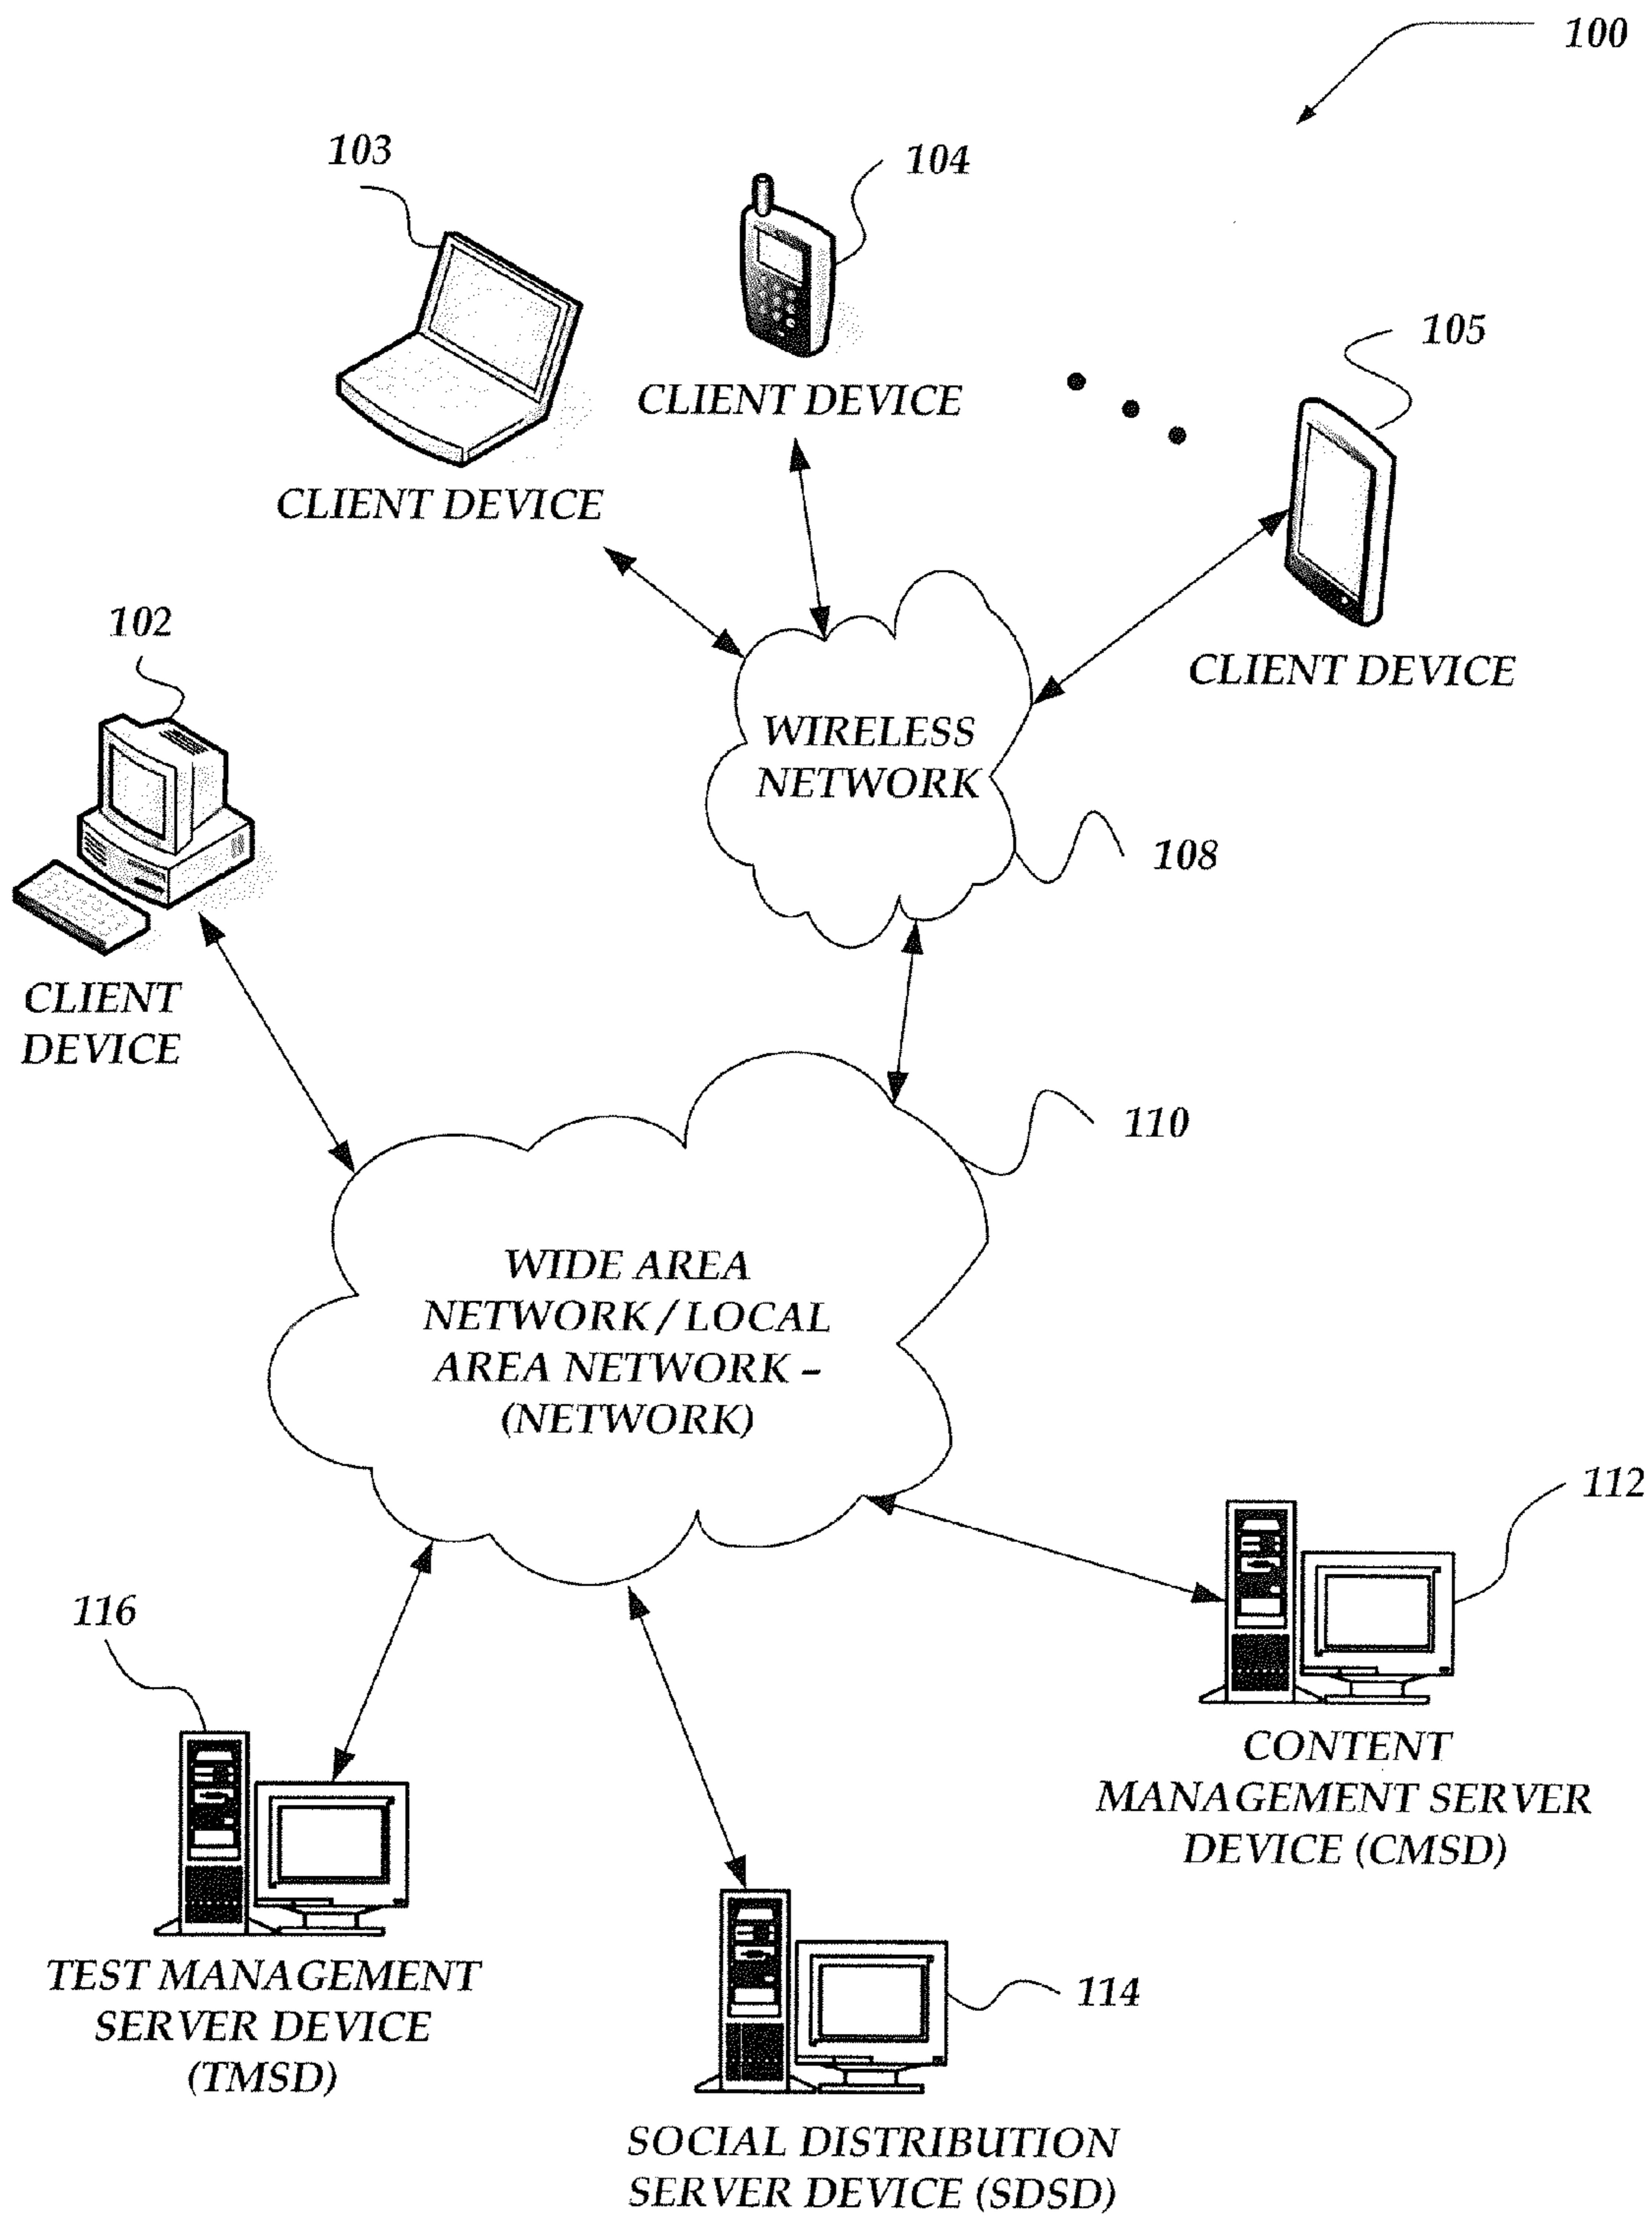 100
103
104
CLIENT DEVICE
105
CLIENT DEVICE
CLIENT DEVICE
102
WIRELESS
NETWORK
108
CLIENT
DEVICE
110
WIDE AREA
NETWORK / LOCAL
AREA NETWORK –
(NETWORK)
112
CONTENT
MANAGEMENT SERVER
DEVICE (CMSD)
116
TEST MANAGEMENT
SERVER DEVICE
(TMSD)
114
SOCIAL DISTRIBUTION
SERVER DEVICE (SDSD)